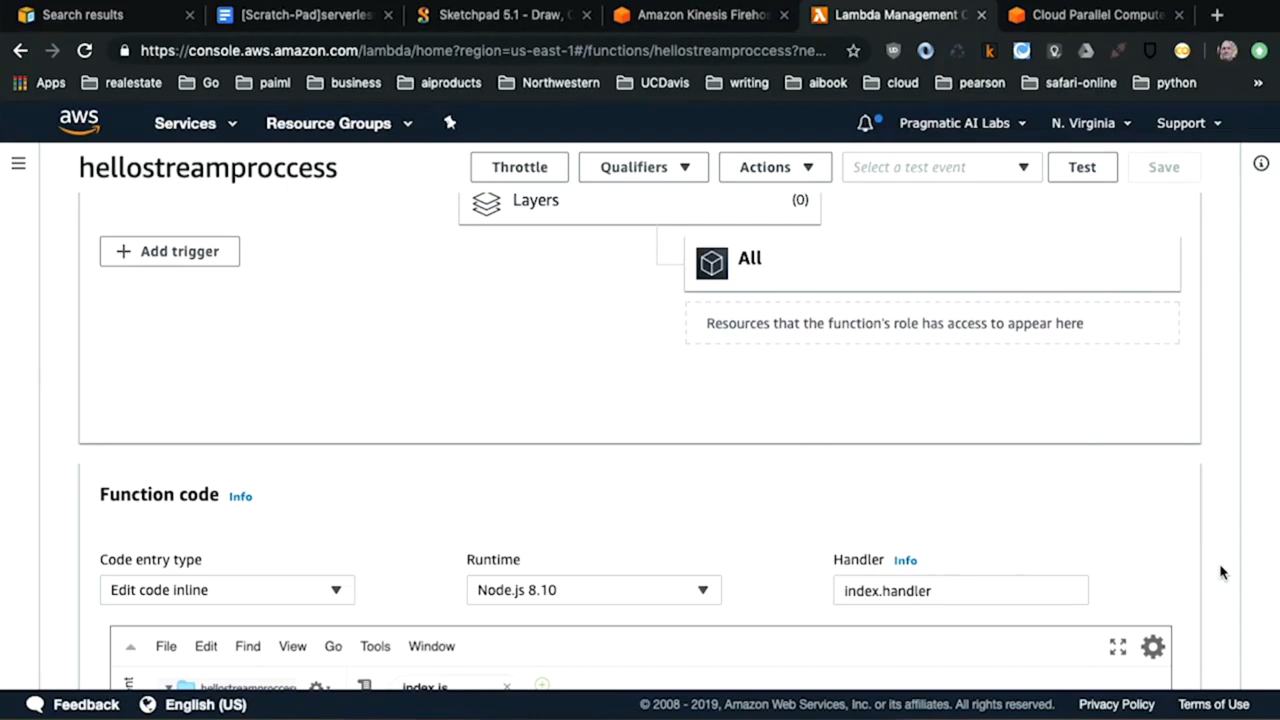 Search results
[Scratch-Pad]serverles
Sketchpad 5.1 - Draw, C
Amazon Kinesis Fireho
Lambda Management C
Cloud Parallel Compute
https://console.aws.amazon.com/lambda/home?region=us-east-1#/functions/hellostreamproccess?ne...
Apps realestate Go paiml business aiproducts Northwestern UCDavis writing aibook cloud pearson safari-online python »
aws Services Resource Groups Pragmatic AI Labs N. Virginia Support
hellostreamproccess Throttle Qualifiers Actions Select a test event Test Save
Layers (0)
+ Add trigger
All
Resources that the function's role has access to appear here
Function code Info
Code entry type Runtime Handler Info
Edit code inline Node.js 8.10 index.handler
File Edit Find View Go Tools Window
hellostreamproccess index.js
Feedback English (US) © 2008 - 2019, Amazon Web Services, Inc. or its affiliates. All rights reserved. Privacy Policy Terms of Use